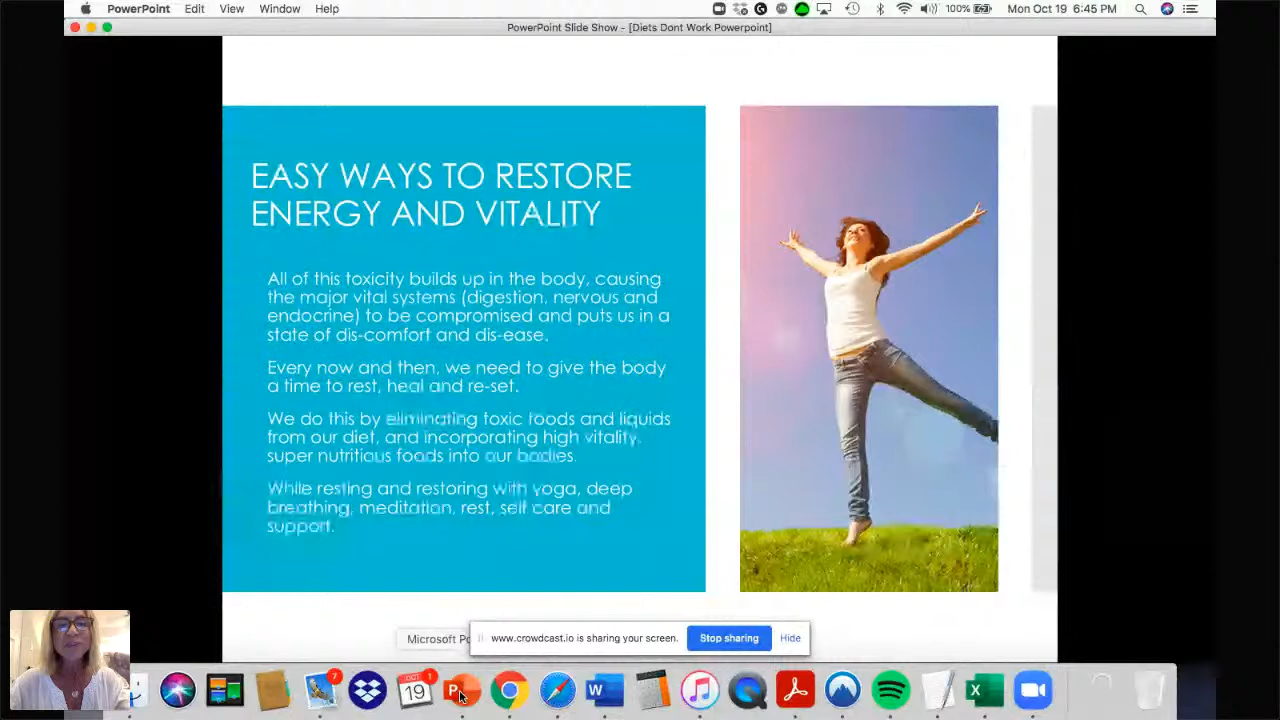 PowerPoint Edit View Window Help 100% Mon Oct 19 6:45 PM
PowerPoint Slide Show - [Diets Dont Work Powerpoint]
EASY WAYS TO RESTORE
ENERGY AND VITALITY
All of this toxicity builds up in the body, causing
the major vital systems (digestion, nervous and
endocrine) to be compromised and puts us in a
state of dis-comfort and dis-ease.
Every now and then, we need to give the body
a time to rest, heal and re-set.
We do this by eliminating toxic foods and liquids
from our diet, and incorporating high vitality,
super nutritious foods into our bodies.
While resting and restoring with yoga, deep
breathing, meditation, rest, self care and
support.
Microsoft
www.crowdcast.io is sharing your screen. Stop sharing Hide
7
OCT
19
1
P
W
X